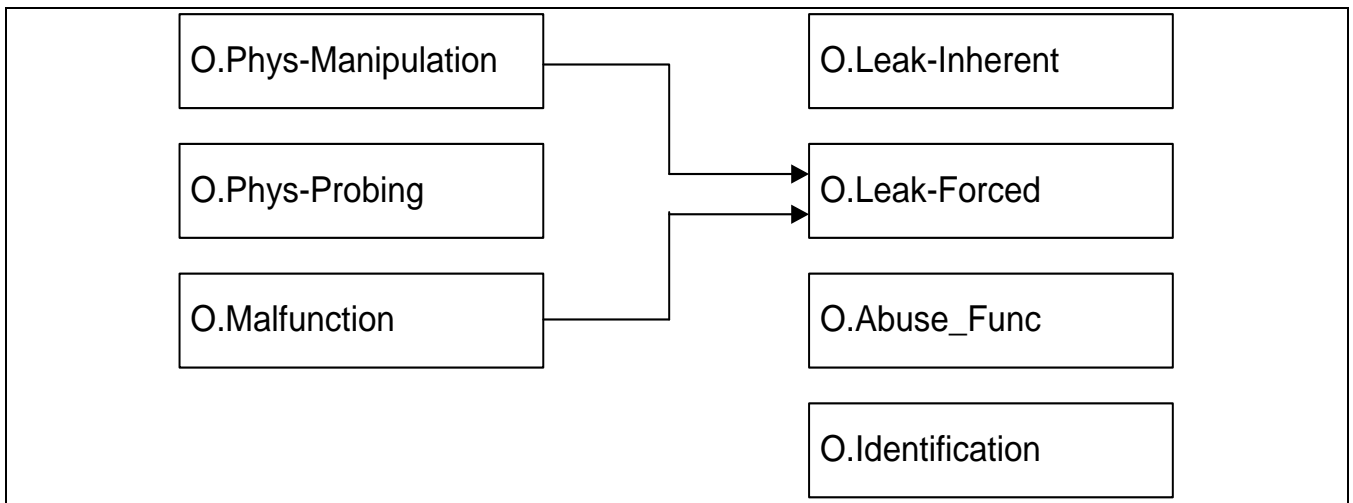 O.Phys-Manipulation
O.Leak-Inherent
O.Phys-Probing
O.Leak-Forced
O.Malfunction
O.Abuse_Func
O.Identification